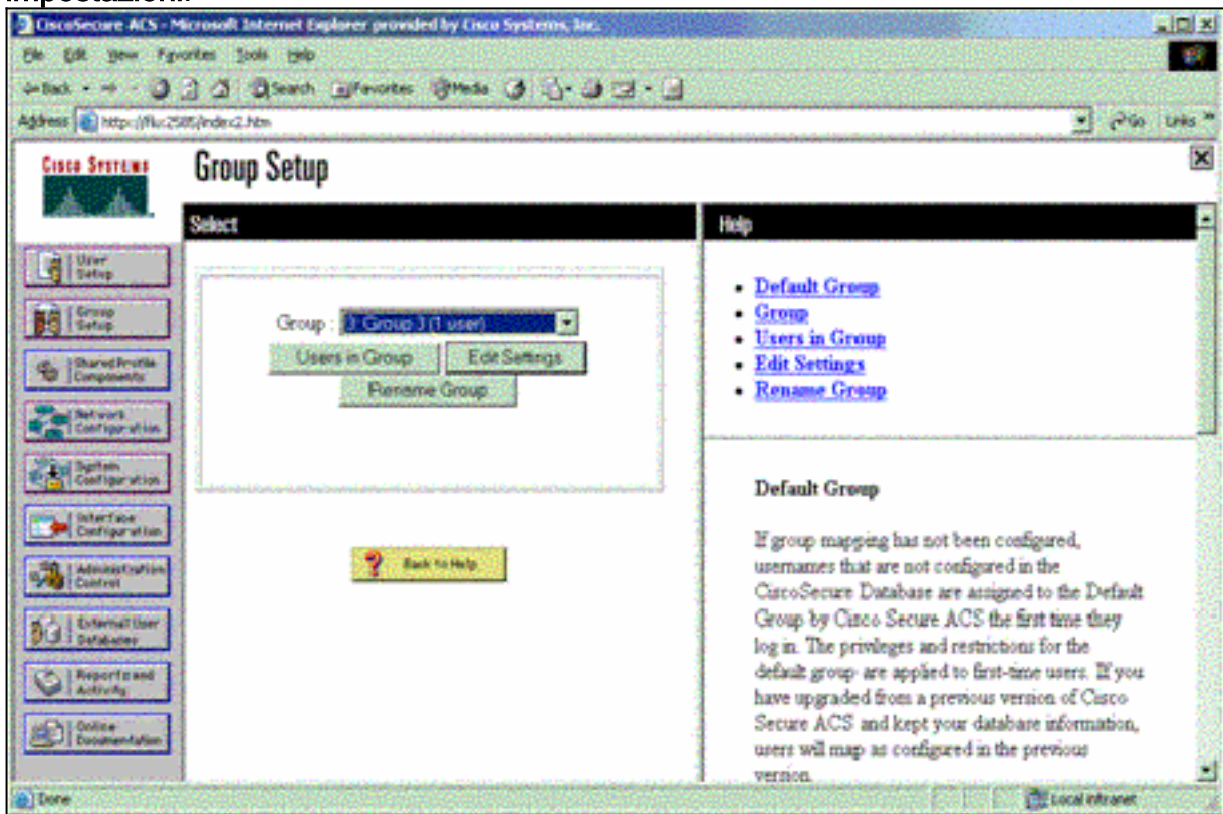 CiscoSecure ACS - Microsoft Internet Explorer provided by Cisco Systems, Inc.
File Edit View Favorites Tools Help
Back Search Favorites Media
Address Go Links »
CISCO SYSTEMS
Group Setup
Select
Help
User
Setup
Group
Setup
Shared Profile
Components
Network
Configuration
System
Configuration
Interface
Configuration
Administration
Control
External User
Databases
Reports and
Activity
Online
Documentation
Group : 3: Group 3 (1 user)
Users in Group Edit Settings
Rename Group
? Back to Help
• Default Group
• Group
• Users in Group
• Edit Settings
• Rename Group
Default Group
If group mapping has not been configured,
usernames that are not configured in the
CiscoSecure Database are assigned to the Default
Group by Cisco Secure ACS the first time they
log in. The privileges and restrictions for the
default group are applied to first-time users. If you
have upgraded from a previous version of Cisco
Secure ACS and kept your database information,
users will map as configured in the previous
version.
Done Local intranet